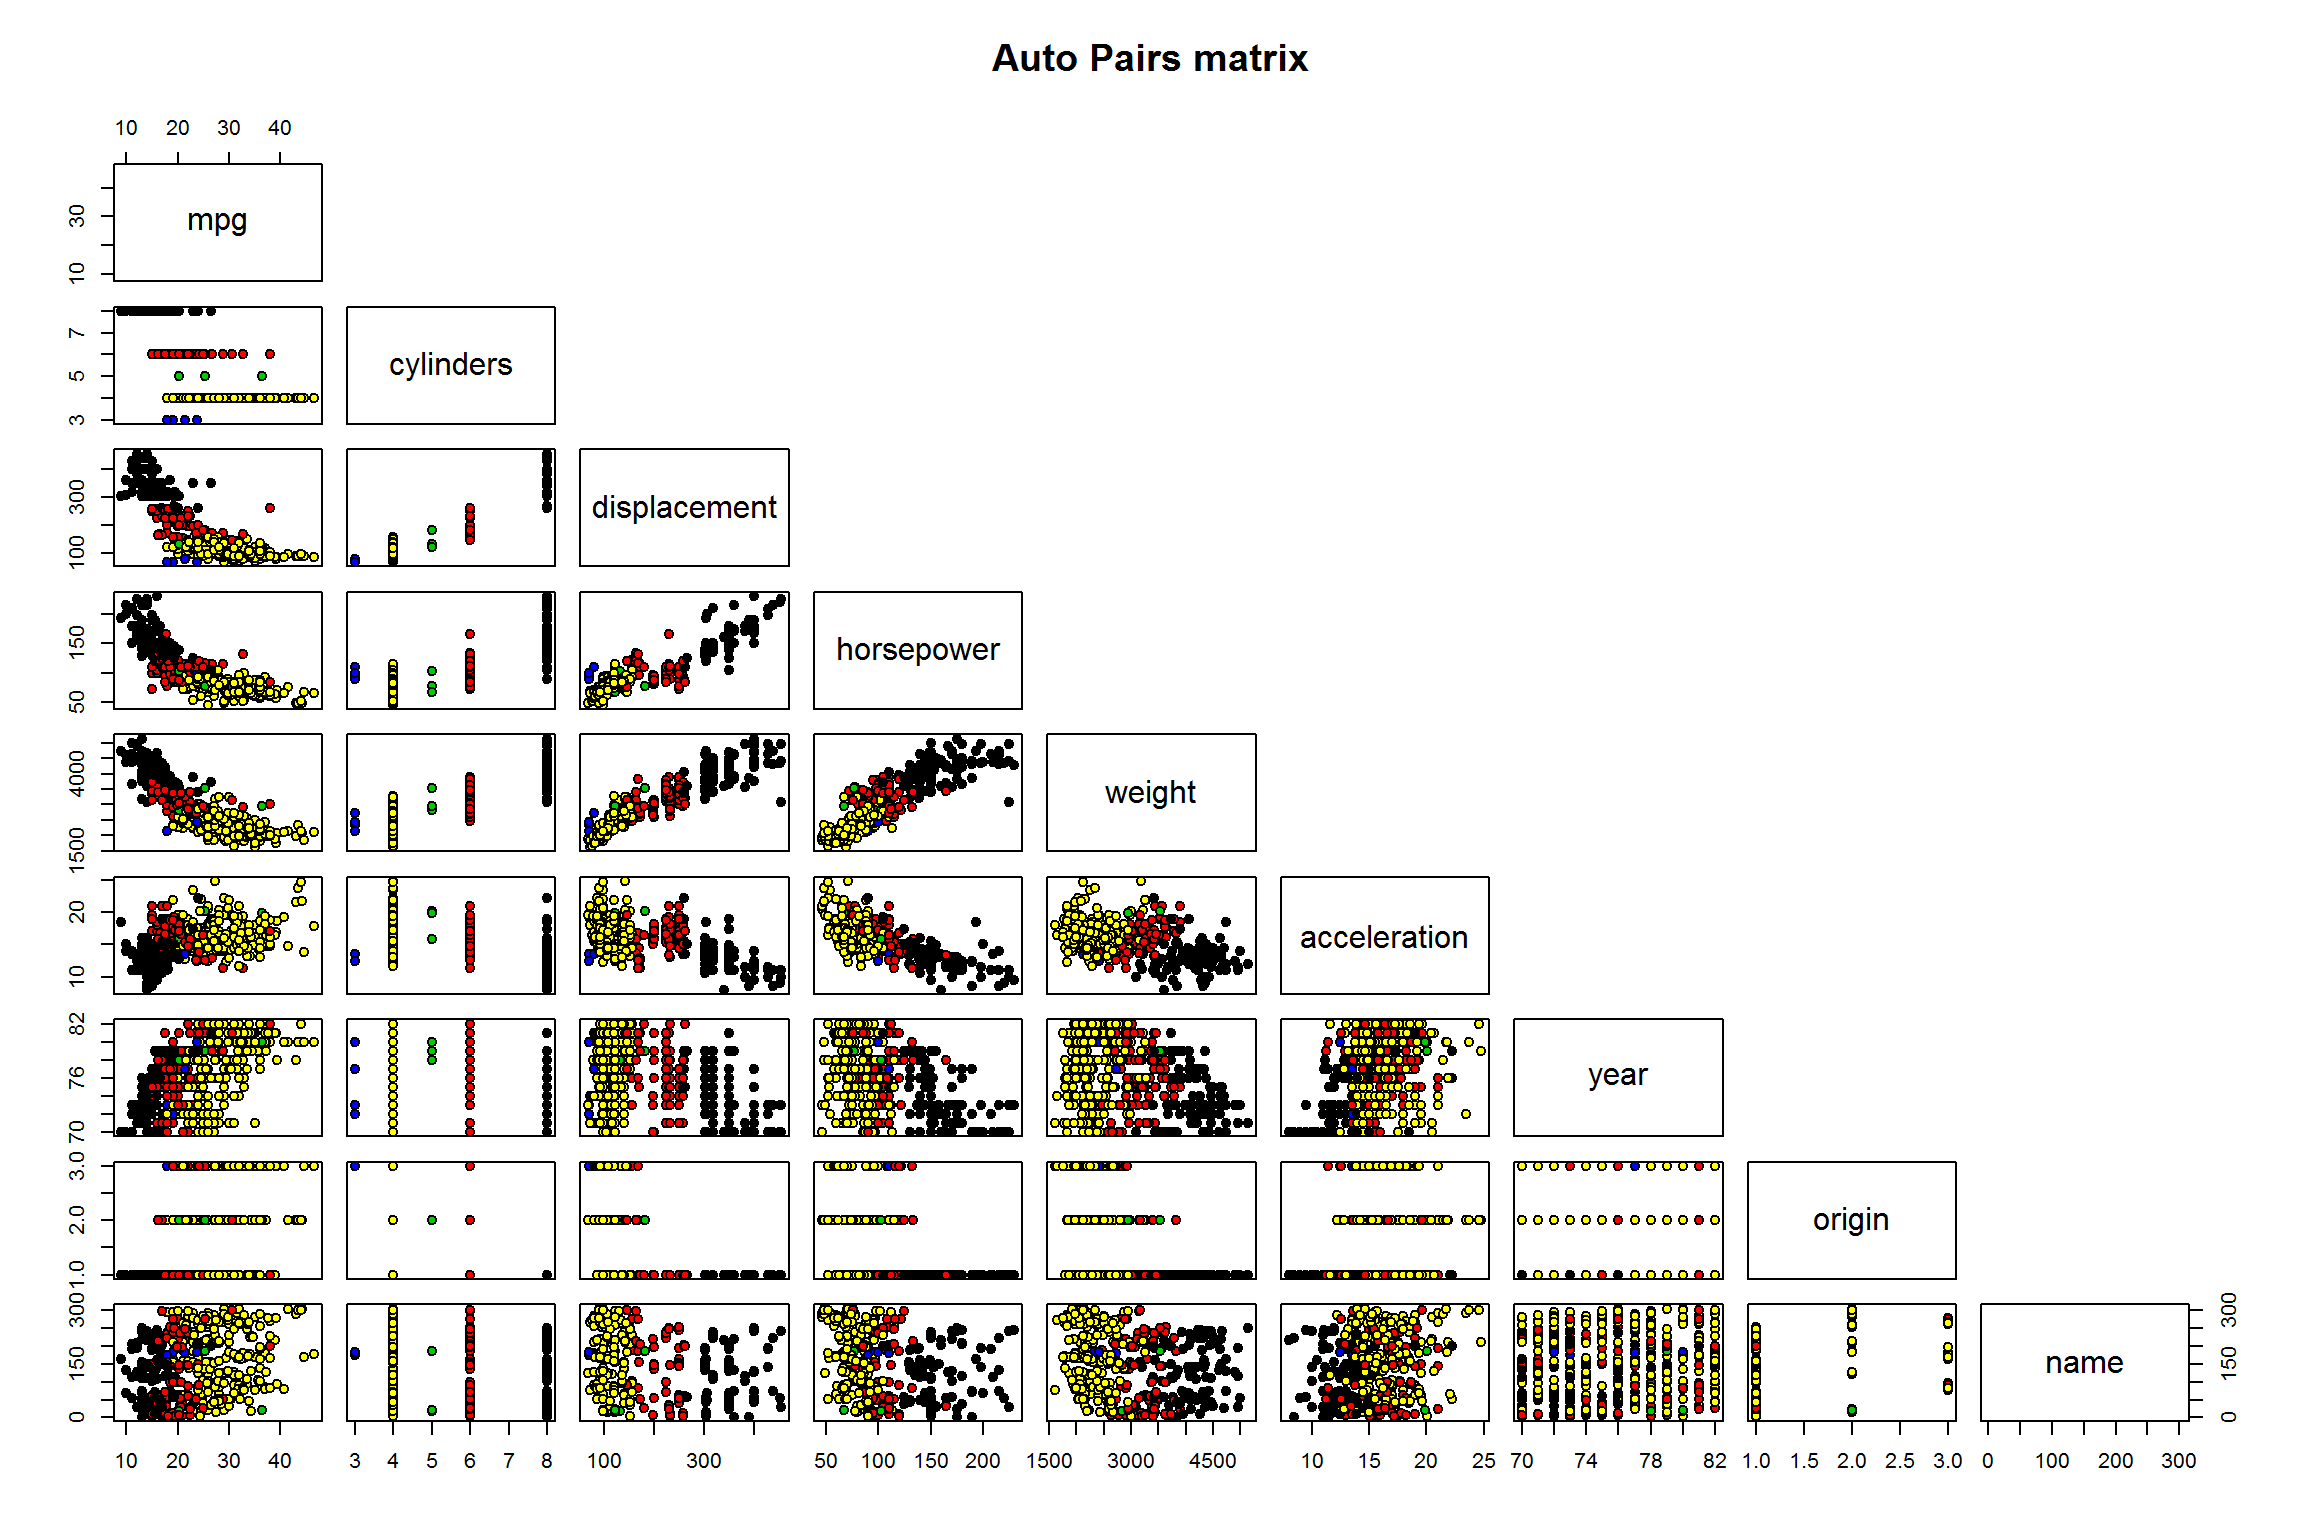 Auto Pairs matrix
10 20 30 40
10 30
mpg
3 5 7
cylinders
100 300
displacement
50 150
horsepower
1500 4000
weight
10 20
acceleration
70 76 82
year
1.0 2.0 3.0
origin
0 150 300
name
0 150 300
10 20 30 40
3 4 5 6 7 8
100 300
50 100 150 200
1500 3000 4500
10 15 20 25
70 74 78 82
1.0 1.5 2.0 2.5 3.0
0 100 200 300